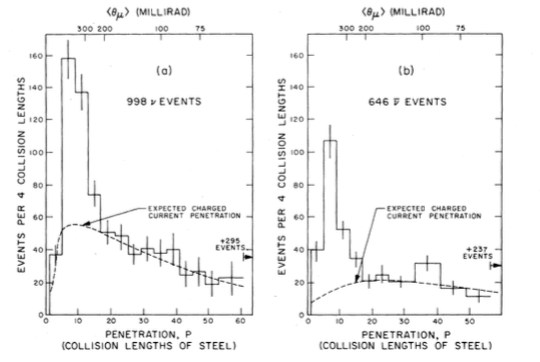 ⟨θμ⟩ (MILLIRAD)
300 200 100 75
(a)
998 ν EVENTS
EXPECTED CHARGED
CURRENT PENETRATION
+295
EVENTS
EVENTS PER 4 COLLISION LENGTHS
160
140
120
100
80
60
40
20
0
0 10 20 30 40 50 60
PENETRATION, P
(COLLISION LENGTHS OF STEEL)
⟨θμ⟩ (MILLIRAD)
300 200 100 75
(b)
646 ν̅ EVENTS
EXPECTED CHARGED
CURRENT PENETRATION
+237
EVENTS
EVENTS PER 4 COLLISION LENGTHS
160
140
120
100
80
60
40
20
0
0 10 20 30 40 50
PENETRATION, P
(COLLISION LENGTHS OF STEEL)